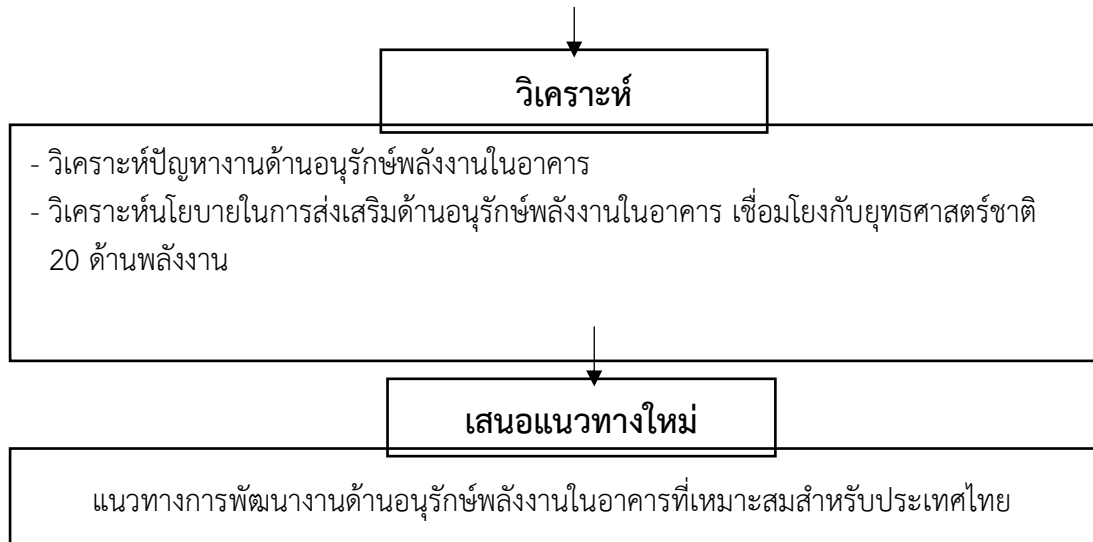 วิเคราะห์
- วิเคราะห์ปัญหางานด้านอนุรักษ์พลังงานในอาคาร
- วิเคราะห์นโยบายในการส่งเสริมด้านอนุรักษ์พลังงานในอาคาร เชื่อมโยงกับยุทธศาสตร์ชาติ
20 ด้านพลังงาน
เสนอแนวทางใหม่
แนวทางการพัฒนางานด้านอนุรักษ์พลังงานในอาคารที่เหมาะสมสำหรับประเทศไทย